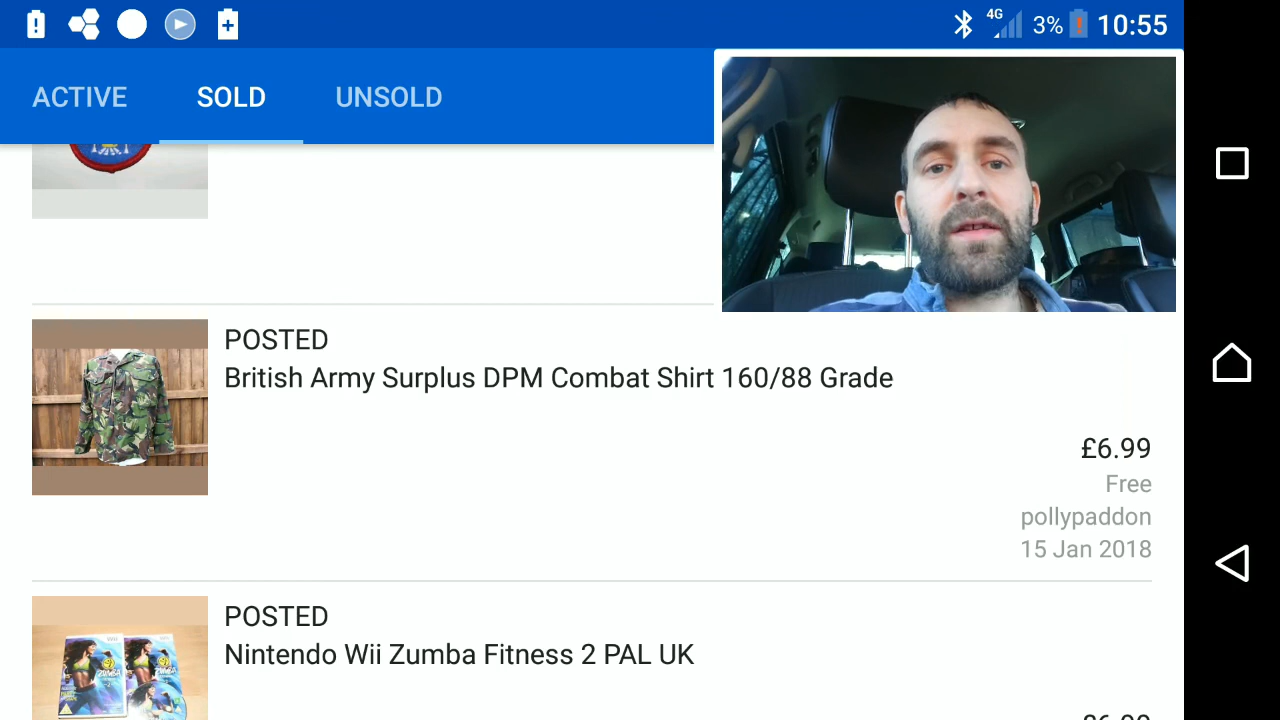 4G 3% 10:55
ACTIVE SOLD UNSOLD
POSTED
British Army Surplus DPM Combat Shirt 160/88 Grade
£6.99
Free
pollypaddon
15 Jan 2018
POSTED
Nintendo Wii Zumba Fitness 2 PAL UK